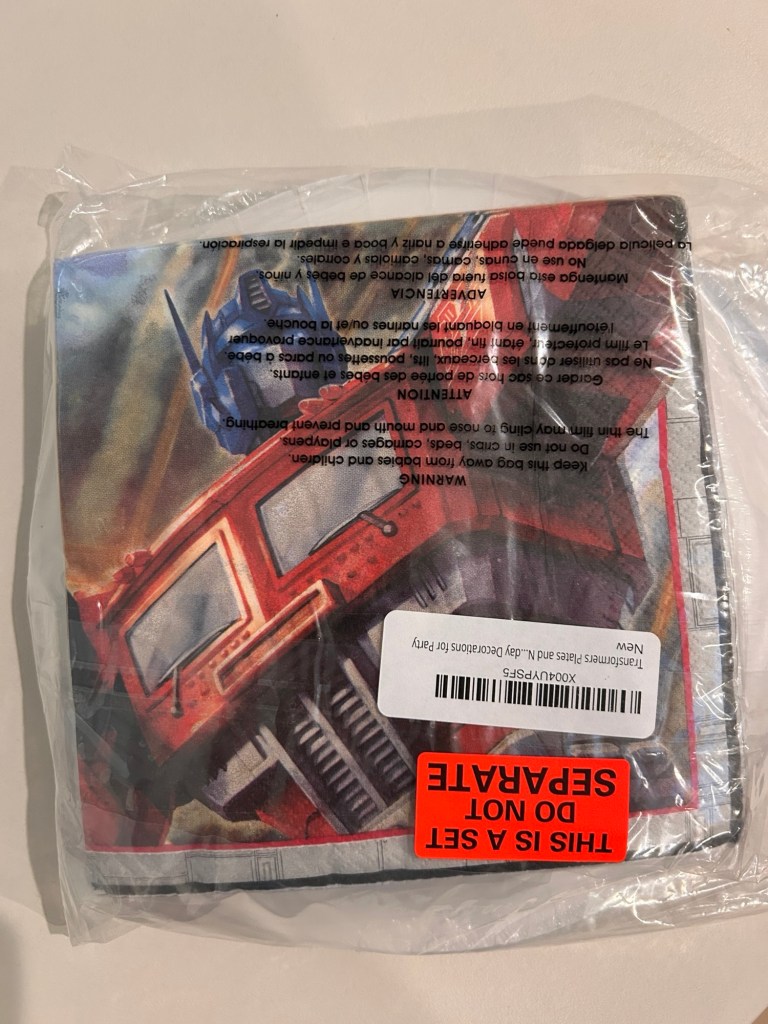 WARNING
Keep this bag away from babies and children.
Do not use in cribs, beds, carriages or playpens.
The thin film may cling to nose and mouth and prevent breathing.
ATTENTION
Garder ce sac hors de portée des bébés et enfants.
Ne pas utiliser dans les berceaux, lits, poussettes ou parcs à bébe.
Le film protecteur, étant fin, pourrait par inadvertance provoquer
l'étouffement en bloquant les narines et/ou la bouche.
ADVERTENCIA
Mantenga esta bolsa fuera del alcance de bebés y niños.
No use en cunas, camas, carriolas y corrales.
La película delgada puede adherirse a nariz y boca e impedir la respiración.
THIS IS A SET
DO NOT
SEPARATE
X004UYPSF5
Transformers Plates and N...day Decorations for Party
New